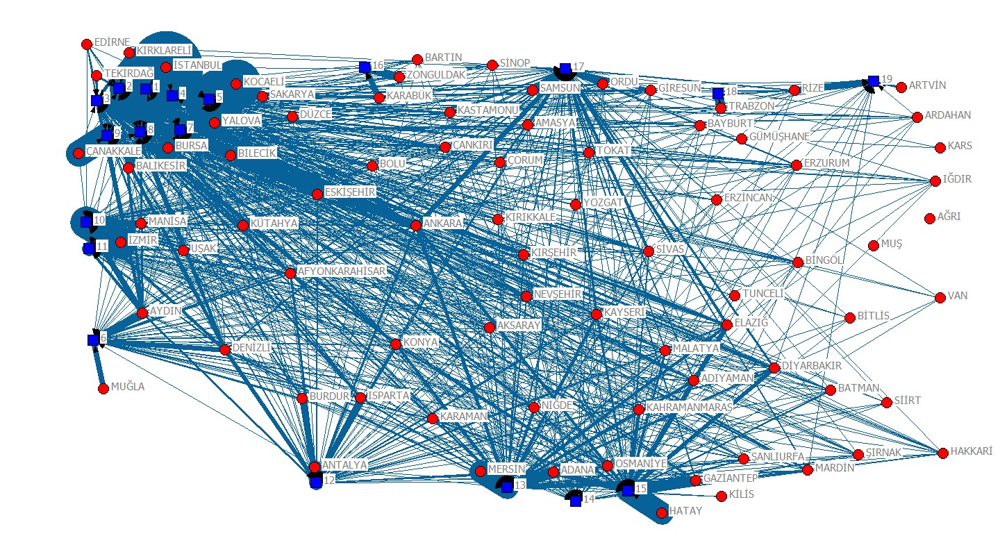 EDİRNE
KIRKLARELİ
İSTANBUL
TEKİRDAĞ
KOCAELİ
2
1
4
5
3
SAKARYA
DÜZCE
YALOVA
9
8
7
ÇANAKKALE
BURSA
BİLECİK
BALIKESİR
16
BARTIN
ZONGULDAK
KARABÜK
SİNOP
17
SAMSUN
ORDU
GİRESUN
18
TRABZON
RİZE
19
ARTVİN
KASTAMONU
AMASYA
BAYBURT
GÜMÜŞHANE
ARDAHAN
KARS
ÇANKIRI
ÇORUM
TOKAT
BOLU
ERZURUM
IĞDIR
ESKİŞEHİR
YOZGAT
ERZİNCAN
AĞRI
10
MANİSA
KÜTAHYA
ANKARA
KIRIKKALE
İZMİR
11
UŞAK
KIRŞEHİR
SİVAS
MUŞ
BİNGÖL
AFYONKARAHİSAR
NEVŞEHİR
TUNCELİ
VAN
AYDIN
KAYSERİ
BİTLİS
AKSARAY
ELAZIĞ
6
DENİZLİ
KONYA
MALATYA
DİYARBAKIR
MUĞLA
ADIYAMAN
BATMAN
BURDUR
ISPARTA
NİĞDE
KAHRAMANMARAŞ
SİİRT
KARAMAN
ANTALYA
12
MERSİN
ADANA
OSMANİYE
ŞANLIURFA
ŞIRNAK
HAKKARİ
MARDİN
13
14
15
GAZİANTEP
KİLİS
HATAY